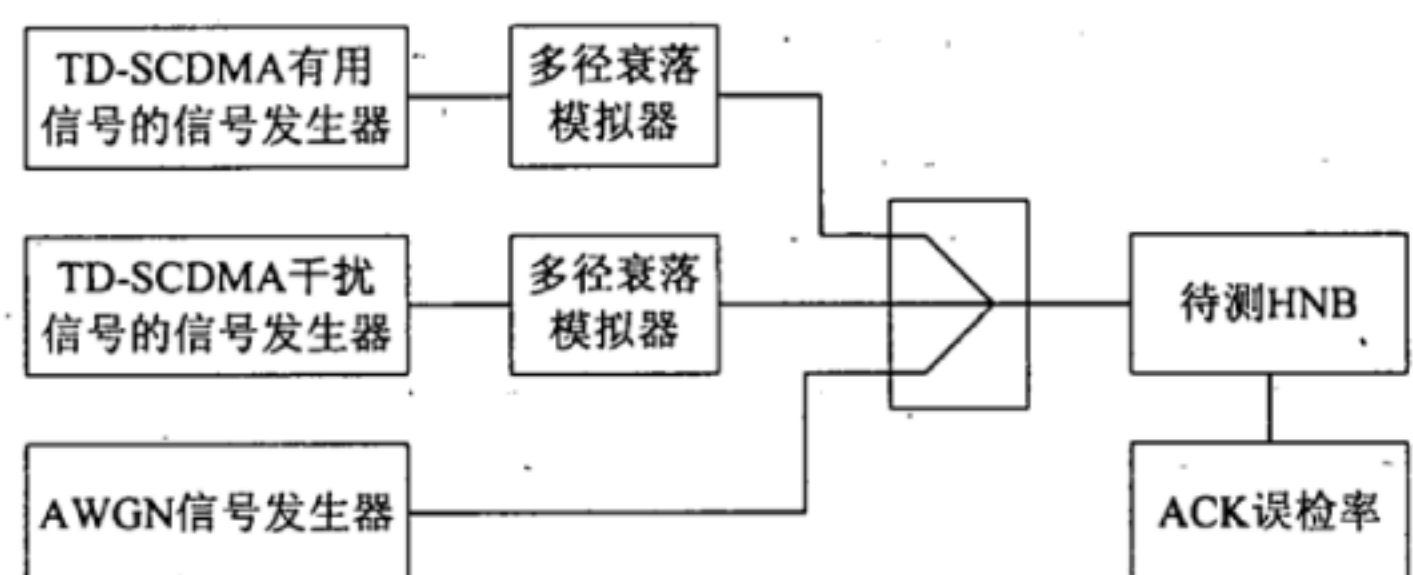 TD-SCDMA有用
信号的信号发生器
多径衰落
模拟器
TD-SCDMA干扰
信号的信号发生器
多径衰落
模拟器
待测HNB
AWGN信号发生器
ACK误检率